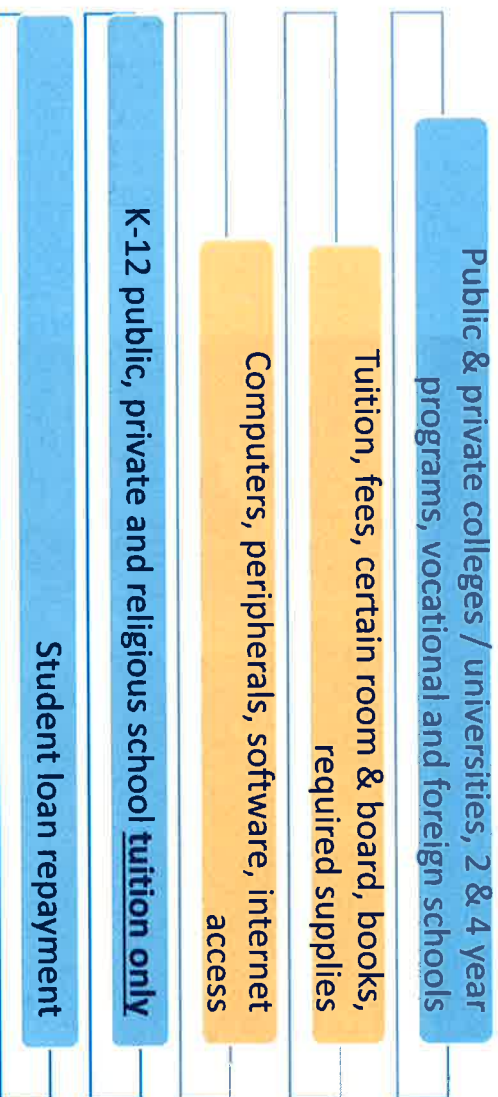 Public & private colleges / universities, 2 & 4 year
programs, vocational and foreign schools
Tuition, fees, certain room & board, books,
required supplies
Computers, peripherals, software, internet
access
K-12 public, private and religious school tuition only
Student loan repayment